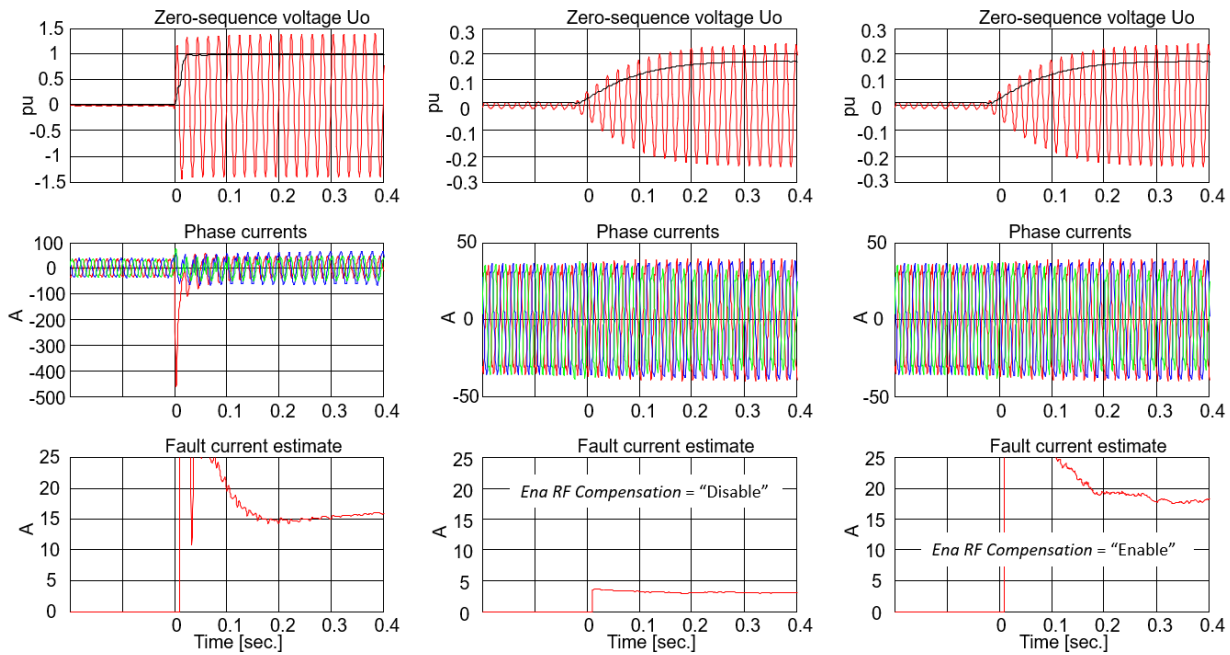 Zero-sequence voltage Uo
1.5
1
0.5
0
-0.5
-1
-1.5
pu
0 0.1 0.2 0.3 0.4
Zero-sequence voltage Uo
0.3
0.2
0.1
0
-0.1
-0.2
-0.3
pu
0 0.1 0.2 0.3 0.4
Zero-sequence voltage Uo
0.3
0.2
0.1
0
-0.1
-0.2
-0.3
pu
0 0.1 0.2 0.3 0.4
Phase currents
100
0
-100
-200
-300
-400
-500
A
0 0.1 0.2 0.3 0.4
Phase currents
50
0
-50
A
0 0.1 0.2 0.3 0.4
Phase currents
50
0
-50
A
0 0.1 0.2 0.3 0.4
Fault current estimate
25
20
15
10
5
0
A
0 0.1 0.2 0.3 0.4
Time [sec.]
Fault current estimate
25
20
15
10
5
0
A
Ena RF Compensation = “Disable”
0 0.1 0.2 0.3 0.4
Time [sec.]
Fault current estimate
25
20
15
10
5
0
A
Ena RF Compensation = “Enable”
0 0.1 0.2 0.3 0.4
Time [sec.]